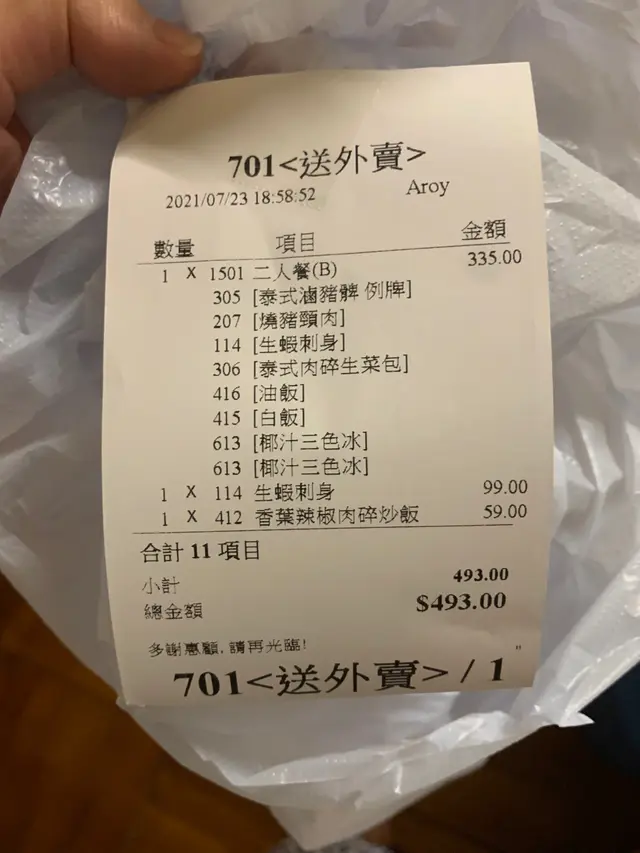 701<送外賣>
2021/07/23 18:58:52 Aroy
數量 項目 金額
1 X 1501 二人餐(B) 335.00
305 [泰式滷豬髀 例牌]
207 [燒豬頸肉]
114 [生蝦刺身]
306 [泰式肉碎生菜包]
416 [油飯]
415 [白飯]
613 [椰汁三色冰]
613 [椰汁三色冰]
1 X 114 生蝦刺身 99.00
1 X 412 香葉辣椒肉碎炒飯 59.00
合計 11 項目
小計 493.00
總金額 $493.00
多謝惠顧, 請再光臨! "
701<送外賣> / 1